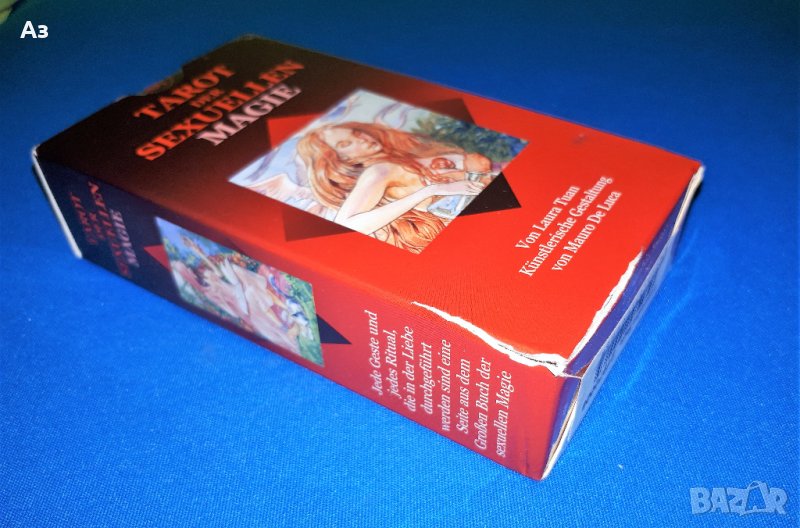 Аз
TAROT
DER
SEXUELLEN
MAGIE
Von Laura Tuan
Künstlerische Gestaltung
von Mauro De Luca
TAROT
DER
SEXUELLEN
MAGIE
Jede Geste und
jedes Ritual,
die in der Liebe
durchgeführt
werden sind eine
Seite aus dem
Großen Buch der
sexuellen Magie
BAZAR